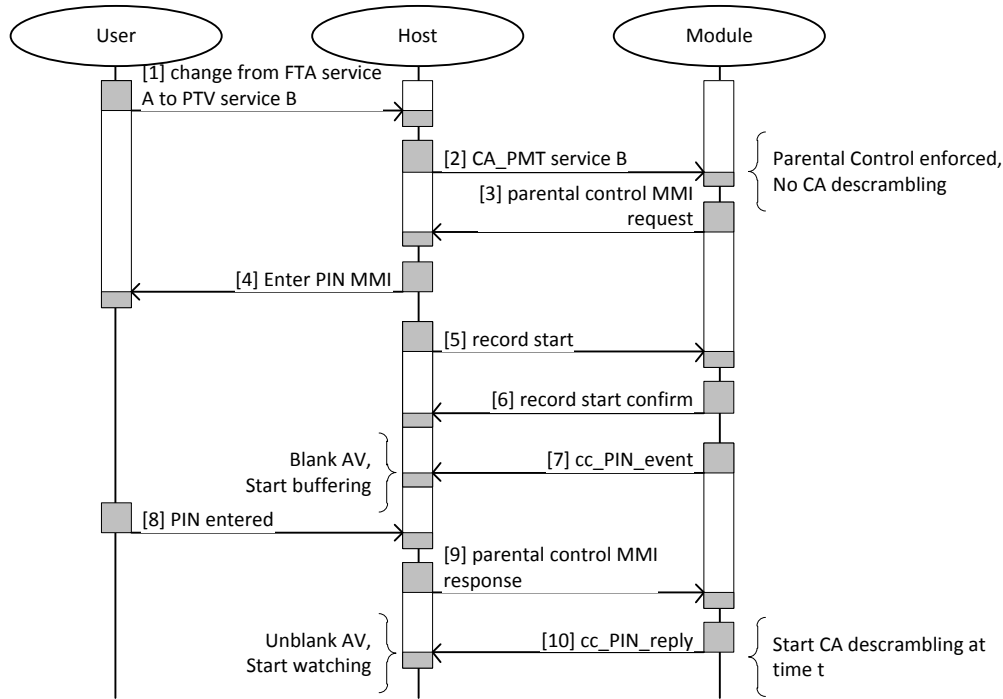 User
Host
Module
[1] change from FTA service
A to PTV service B
[2] CA_PMT service B
Parental Control enforced,
No CA descrambling
[3] parental control MMI
request
[4] Enter PIN MMI
[5] record start
[6] record start confirm
Blank AV,
Start buffering
[7] cc_PIN_event
[8] PIN entered
[9] parental control MMI
response
Unblank AV,
Start watching
[10] cc_PIN_reply
Start CA descrambling at
time t